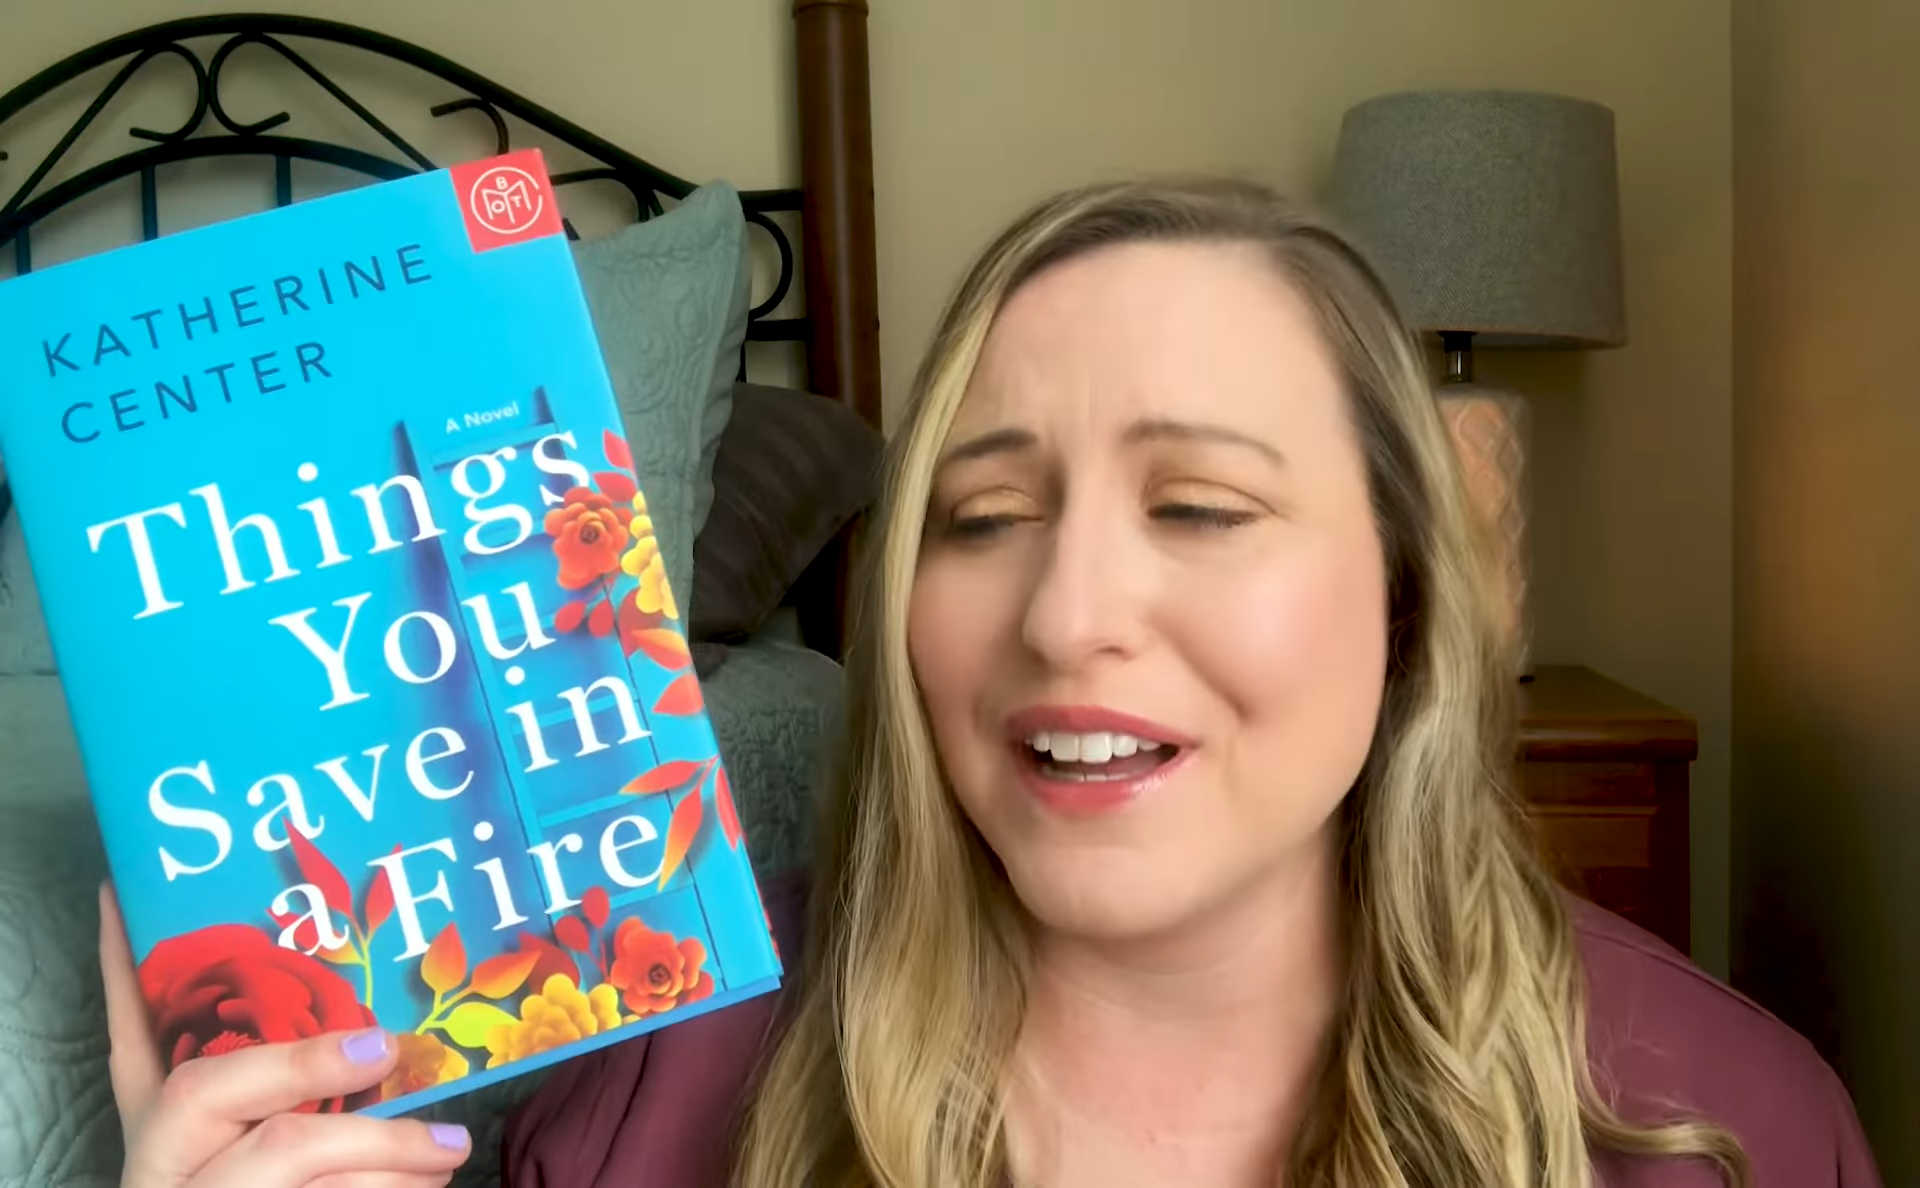 BOTM
KATHERINE
CENTER
A Novel
Things
You
Save in
a Fire